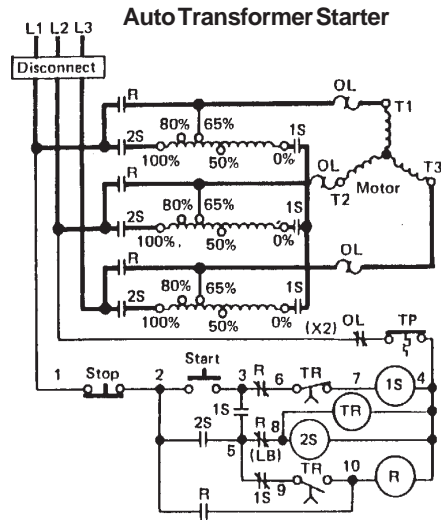 Auto Transformer Starter
L1 L2 L3
Disconnect
R OL T1
80% 65%
2S 1S
100% 50% 0%
R OL T3
80% 65% T2 Motor
2S 1S
100% 50% 0%
R OL
80% 65%
2S 1S
100% 50% 0%
(X2) OL TP
1 Stop 2 Start 3 R 6 TR 7 1S 4
1S TR
2S 5 R 8 2S
(LB)
1S 9 TR 10 R
R